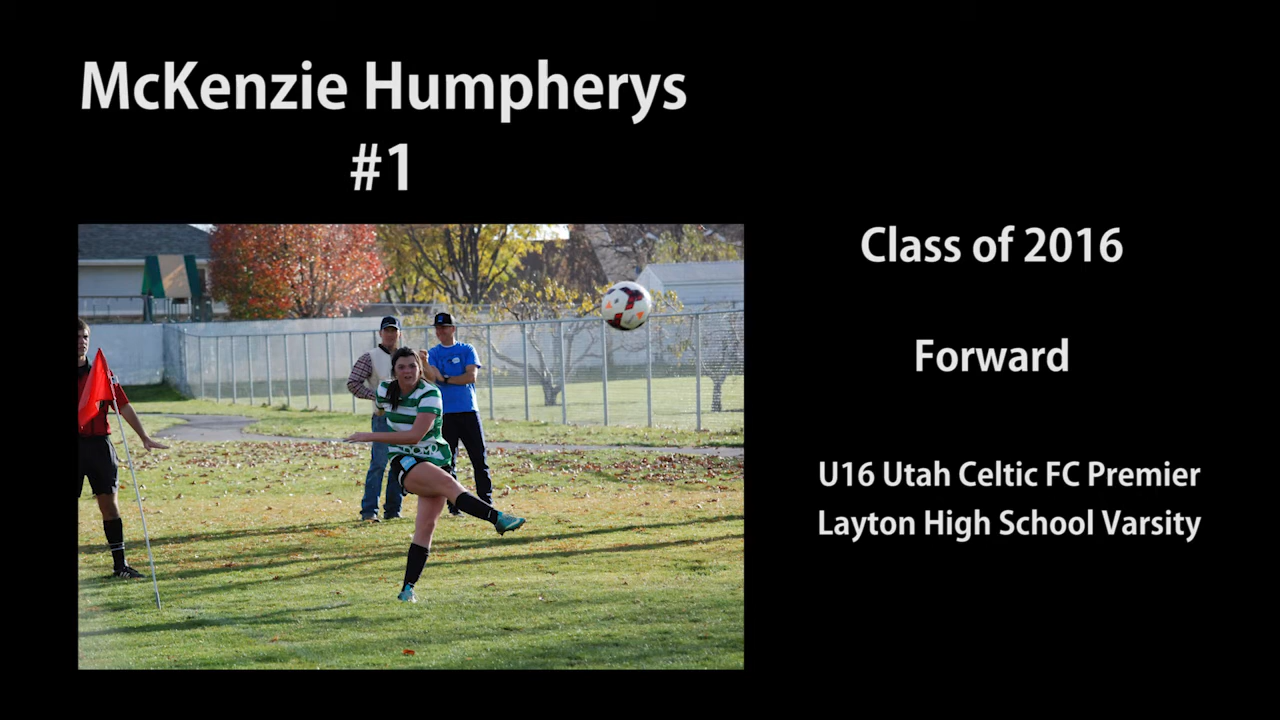 McKenzie Humpherys
#1
Class of 2016
Forward
U16 Utah Celtic FC Premier
Layton High School Varsity